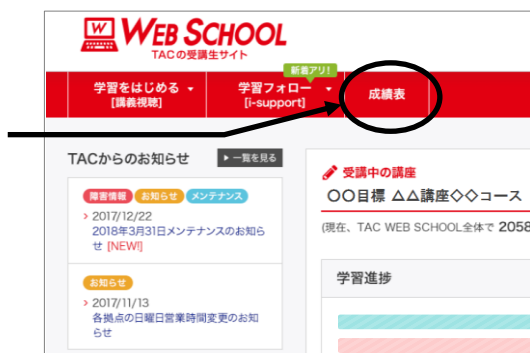 WEB SCHOOL
TACの受講生サイト
新着アリ!
学習をはじめる
[講義視聴]
学習フォロー
[i-support]
成績表
TACからのお知らせ
一覧を見る
障害情報 お知らせ メンテナンス
2017/12/22
2018年3月31日メンテナンスのお知ら
せ [NEW!]
お知らせ
2017/11/13
各拠点の日曜日営業時間変更のお知
らせ
受講中の講座
〇〇目標 △△講座◇◇コース
(現在、TAC WEB SCHOOL全体で 2058
学習進捗